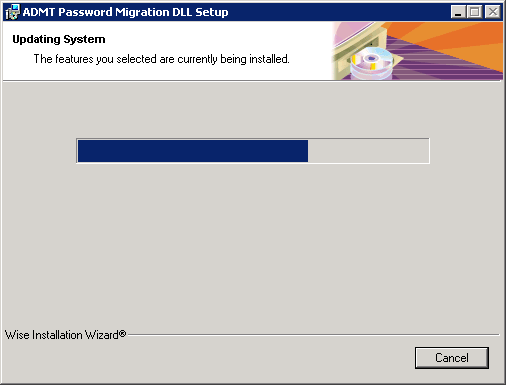 ADMT Password Migration DLL Setup
Updating System
The features you selected are currently being installed.
Wise Installation Wizard®
Cancel